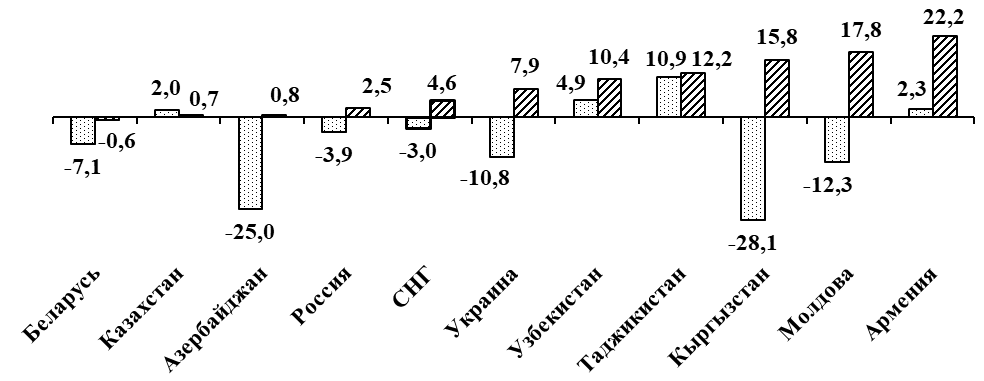 -7,1
-0,6
2,0
0,7
-25,0
0,8
-3,9
2,5
-3,0
4,6
-10,8
7,9
4,9
10,4
10,9
12,2
-28,1
15,8
-12,3
17,8
2,3
22,2
Беларусь
Казахстан
Азербайджан
Россия
СНГ
Украина
Узбекистан
Таджикистан
Кыргызстан
Молдова
Армения